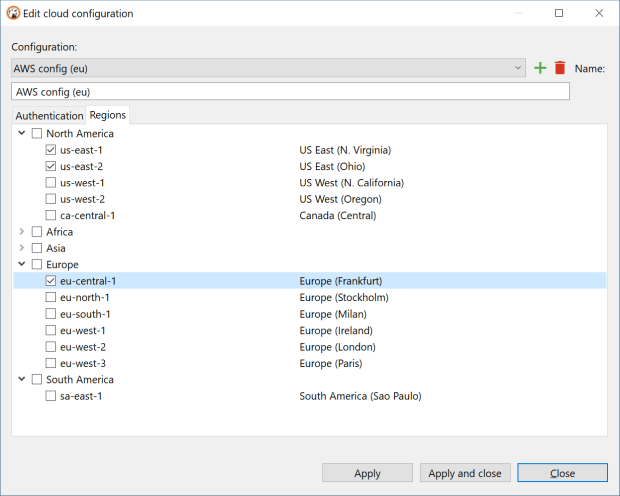 Edit cloud configuration
Configuration:
AWS config (eu)
Name:
AWS config (eu)
Authentication Regions
North America
us-east-1 US East (N. Virginia)
us-east-2 US East (Ohio)
us-west-1 US West (N. California)
us-west-2 US West (Oregon)
ca-central-1 Canada (Central)
Africa
Asia
Europe
eu-central-1 Europe (Frankfurt)
eu-north-1 Europe (Stockholm)
eu-south-1 Europe (Milan)
eu-west-1 Europe (Ireland)
eu-west-2 Europe (London)
eu-west-3 Europe (Paris)
South America
sa-east-1 South America (Sao Paulo)
Apply Apply and close Close